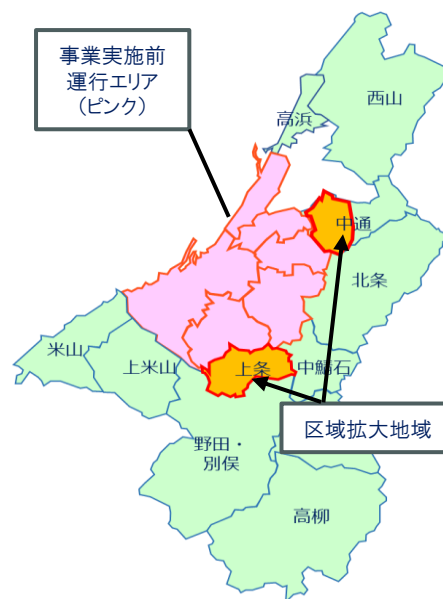 事業実施前
運行エリア
（ピンク）
西山
高浜
中通
北条
米山
上米山
上条
中鯖石
区域拡大地域
野田・
別俣
高柳